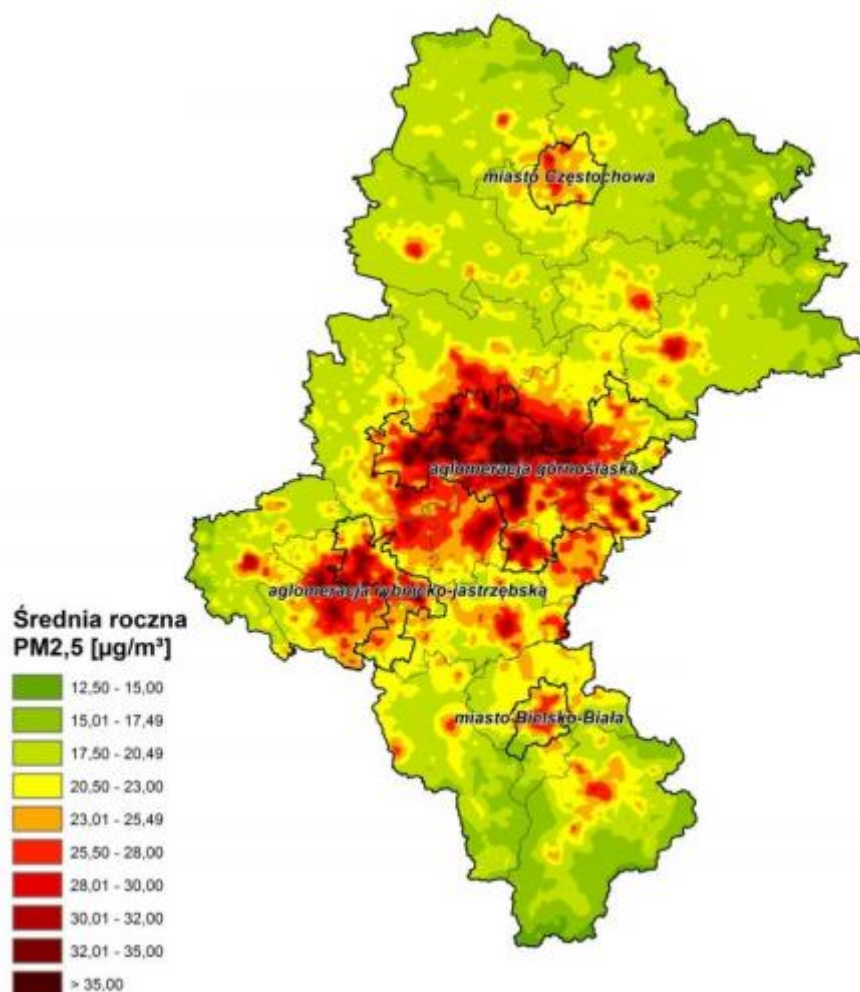 miasto Częstochowa
aglomeracja górnośląska
aglomeracja rybnicko-jastrzębska
miasto Bielsko-Biała
Średnia roczna
PM2,5 [µg/m³]
12,50 - 15,00
15,01 - 17,49
17,50 - 20,49
20,50 - 23,00
23,01 - 25,49
25,50 - 28,00
28,01 - 30,00
30,01 - 32,00
32,01 - 35,00
> 35,00